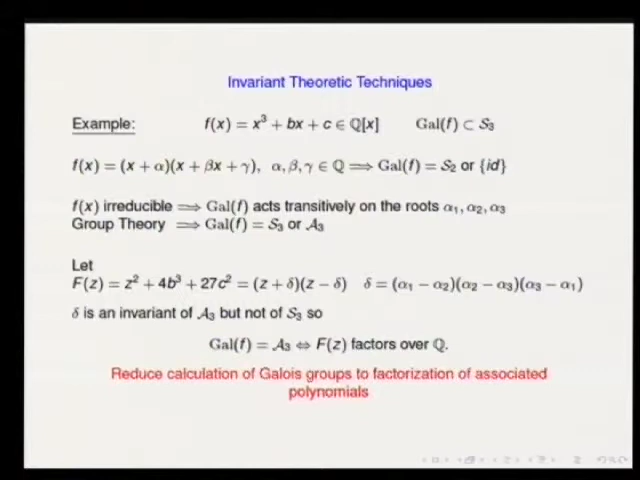 Invariant Theoretic Techniques
Example: f(x) = x³ + bx + c ∈ ℚ[x] Gal(f) ⊂ 𝒮₃
f(x) = (x + α)(x + βx + γ), α, β, γ ∈ ℚ ⟹ Gal(f) = 𝒮₂ or {id}
f(x) irreducible ⟹ Gal(f) acts transitively on the roots α₁, α₂, α₃
Group Theory ⟹ Gal(f) = 𝒮₃ or 𝒜₃
Let
F(z) = z² + 4b³ + 27c² = (z + δ)(z − δ) δ = (α₁ − α₂)(α₂ − α₃)(α₃ − α₁)
δ is an invariant of 𝒜₃ but not of 𝒮₃ so
Gal(f) = 𝒜₃ ⇔ F(z) factors over ℚ.
Reduce calculation of Galois groups to factorization of associated
polynomials